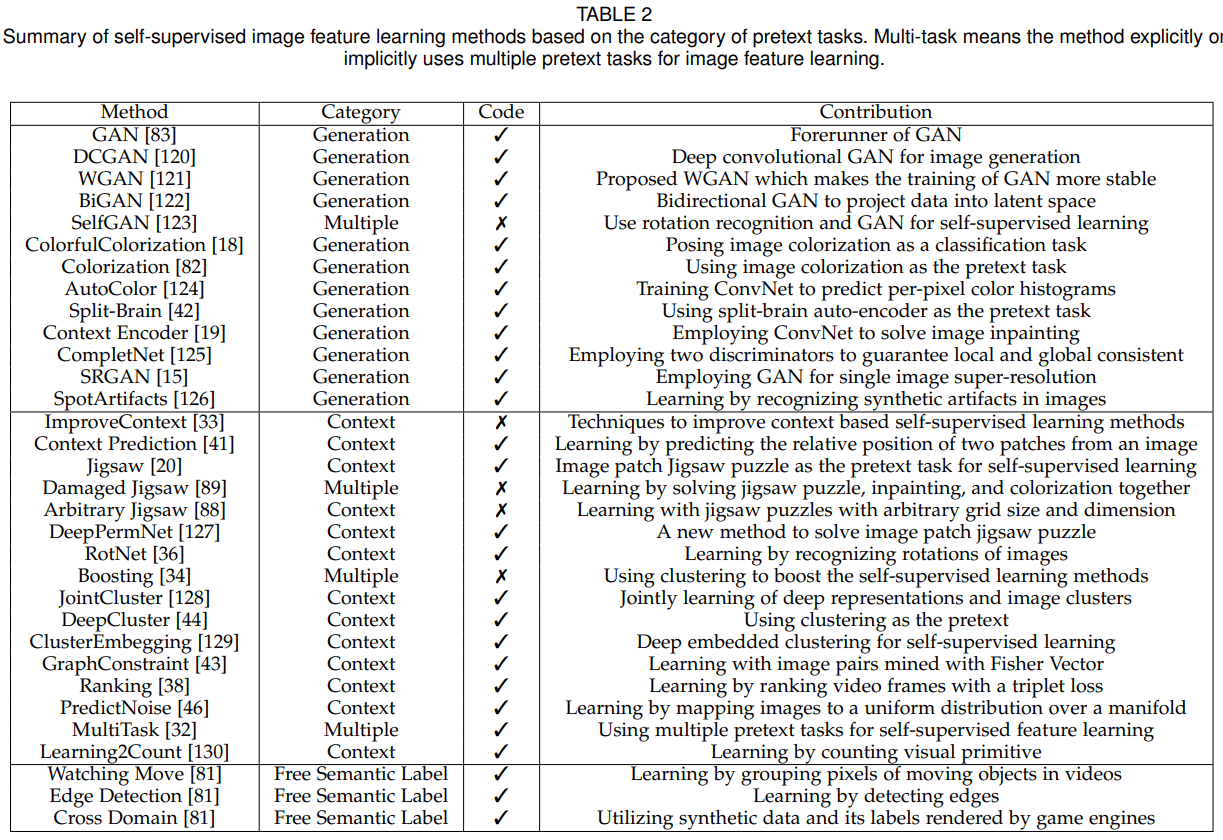 TABLE 2
Summary of self-supervised image feature learning methods based on the category of pretext tasks. Multi-task means the method explicitly or
implicitly uses multiple pretext tasks for image feature learning.
Method Category Code Contribution
GAN [83] Generation ✓ Forerunner of GAN
DCGAN [120] Generation ✓ Deep convolutional GAN for image generation
WGAN [121] Generation ✓ Proposed WGAN which makes the training of GAN more stable
BiGAN [122] Generation ✓ Bidirectional GAN to project data into latent space
SelfGAN [123] Multiple ✗ Use rotation recognition and GAN for self-supervised learning
ColorfulColorization [18] Generation ✓ Posing image colorization as a classification task
Colorization [82] Generation ✓ Using image colorization as the pretext task
AutoColor [124] Generation ✓ Training ConvNet to predict per-pixel color histograms
Split-Brain [42] Generation ✓ Using split-brain auto-encoder as the pretext task
Context Encoder [19] Generation ✓ Employing ConvNet to solve image inpainting
CompletNet [125] Generation ✓ Employing two discriminators to guarantee local and global consistent
SRGAN [15] Generation ✓ Employing GAN for single image super-resolution
SpotArtifacts [126] Generation ✓ Learning by recognizing synthetic artifacts in images
ImproveContext [33] Context ✗ Techniques to improve context based self-supervised learning methods
Context Prediction [41] Context ✓ Learning by predicting the relative position of two patches from an image
Jigsaw [20] Context ✓ Image patch Jigsaw puzzle as the pretext task for self-supervised learning
Damaged Jigsaw [89] Multiple ✗ Learning by solving jigsaw puzzle, inpainting, and colorization together
Arbitrary Jigsaw [88] Context ✗ Learning with jigsaw puzzles with arbitrary grid size and dimension
DeepPermNet [127] Context ✓ A new method to solve image patch jigsaw puzzle
RotNet [36] Context ✓ Learning by recognizing rotations of images
Boosting [34] Multiple ✗ Using clustering to boost the self-supervised learning methods
JointCluster [128] Context ✓ Jointly learning of deep representations and image clusters
DeepCluster [44] Context ✓ Using clustering as the pretext
ClusterEmbegging [129] Context ✓ Deep embedded clustering for self-supervised learning
GraphConstraint [43] Context ✓ Learning with image pairs mined with Fisher Vector
Ranking [38] Context ✓ Learning by ranking video frames with a triplet loss
PredictNoise [46] Context ✓ Learning by mapping images to a uniform distribution over a manifold
MultiTask [32] Multiple ✓ Using multiple pretext tasks for self-supervised feature learning
Learning2Count [130] Context ✓ Learning by counting visual primitive
Watching Move [81] Free Semantic Label ✓ Learning by grouping pixels of moving objects in videos
Edge Detection [81] Free Semantic Label ✓ Learning by detecting edges
Cross Domain [81] Free Semantic Label ✓ Utilizing synthetic data and its labels rendered by game engines